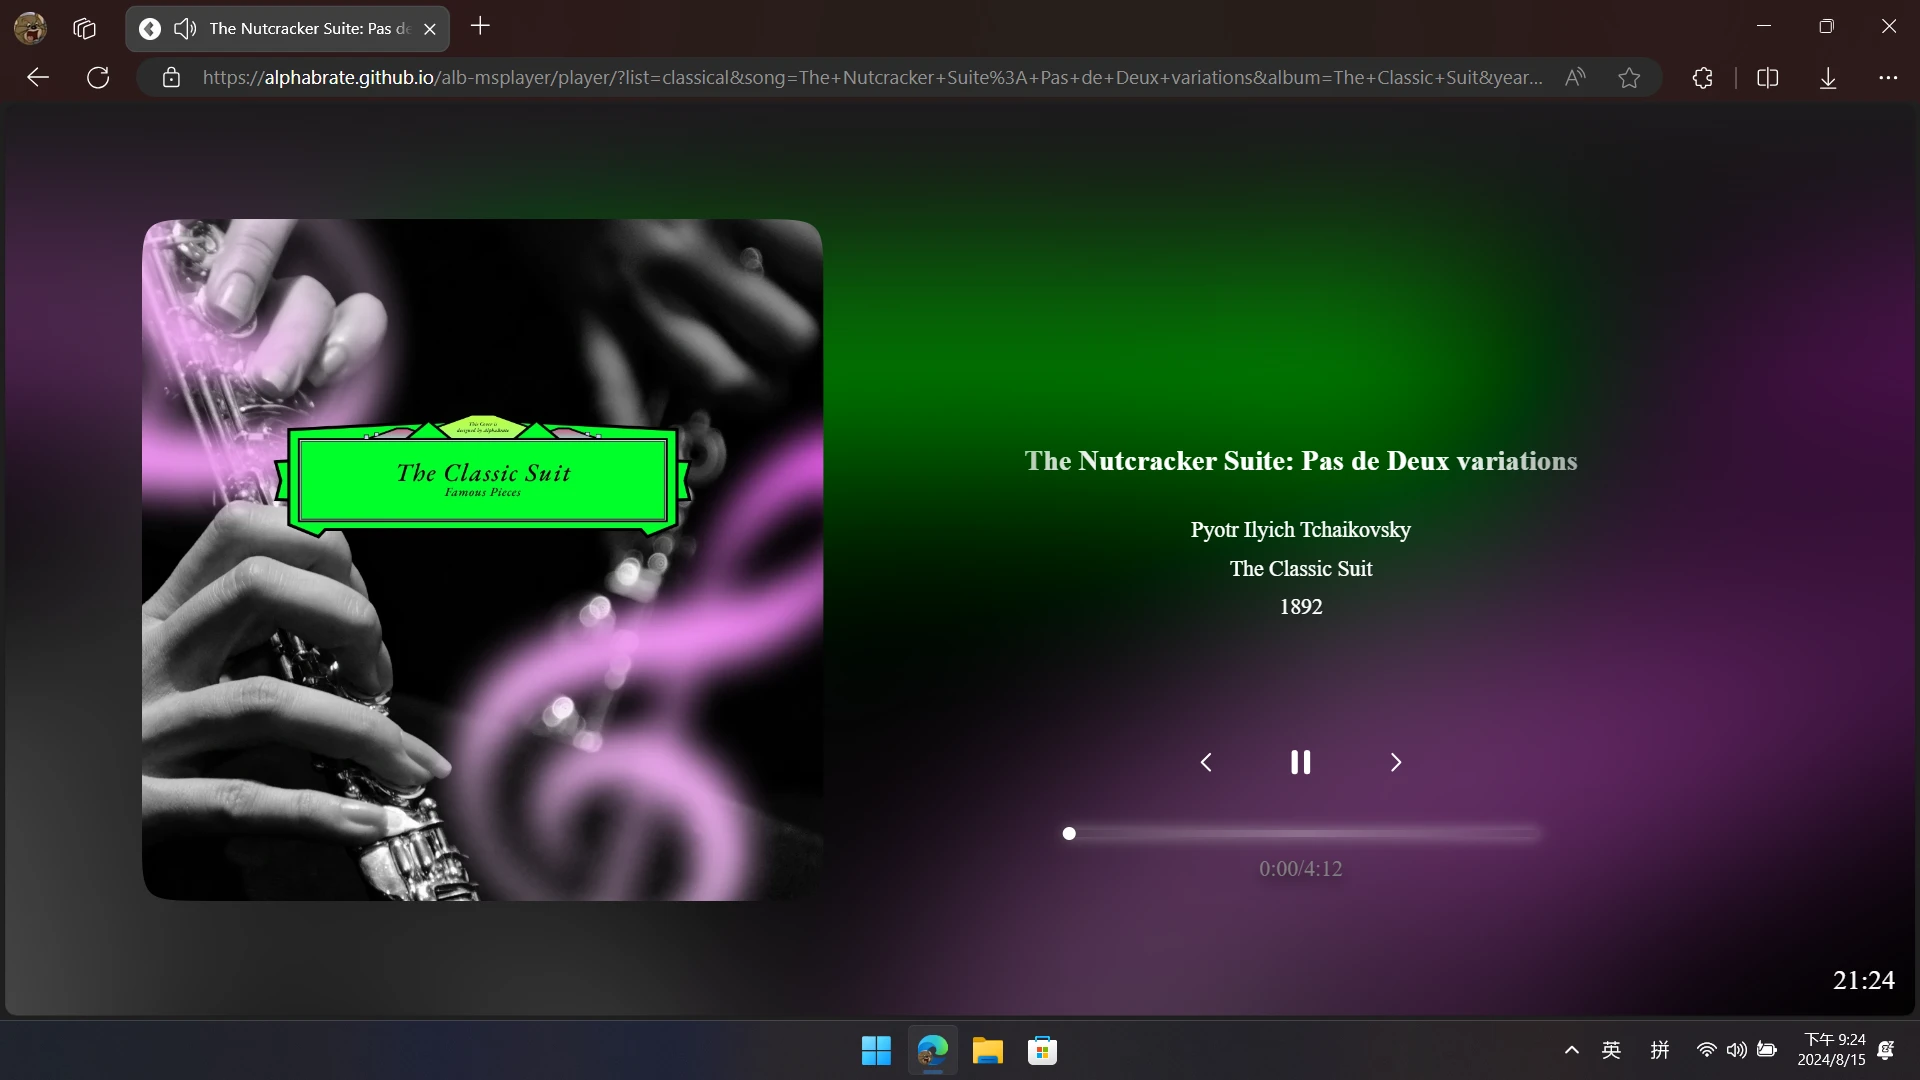 The Nutcracker Suite: Pas de
https://alphabrate.github.io/alb-msplayer/player/?list=classical&song=The+Nutcracker+Suite%3A+Pas+de+Deux+variations&album=The+Classic+Suit&year...
This Cover is
designed by AlphaBrate
The Classic Suit
Famous Pieces
The Nutcracker Suite: Pas de Deux variations
Pyotr Ilyich Tchaikovsky
The Classic Suit
1892
0:00/4:12
21:24
英 拼
下午 9:24
2024/8/15